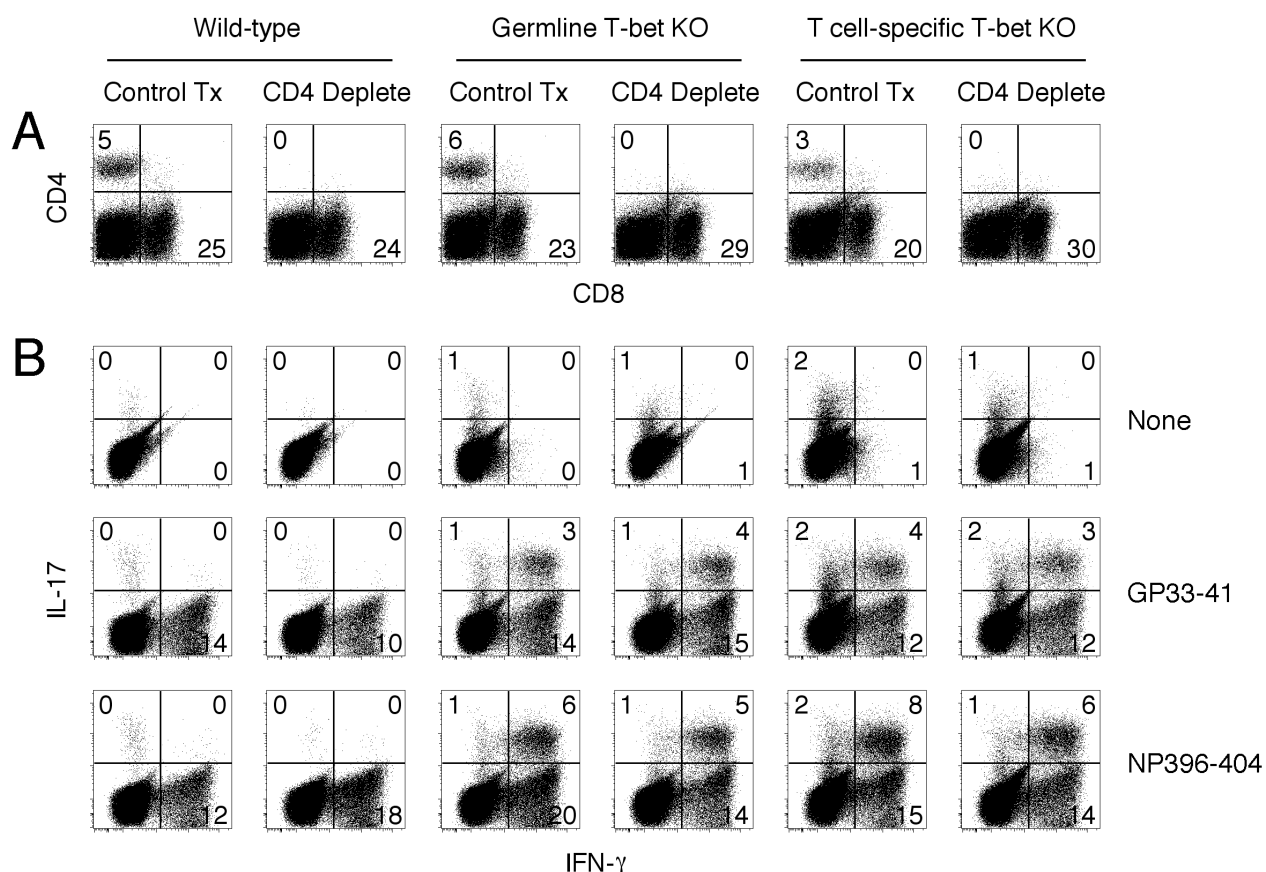 Wild-type Germline T-bet KO T cell-specific T-bet KO
Control Tx CD4 Deplete Control Tx CD4 Deplete Control Tx CD4 Deplete
A
CD4
5 0 6 0 3 0
25 24 23 29 20 30
CD8
B
IL-17
0 0 0 0 1 0 1 0 2 0 1 0
None
0 0 0 1 1 1
0 0 0 0 1 3 1 4 2 4 2 3
GP33-41
14 10 14 15 12 12
0 0 0 0 1 6 1 5 2 8 1 6
NP396-404
12 18 20 14 15 14
IFN-γ